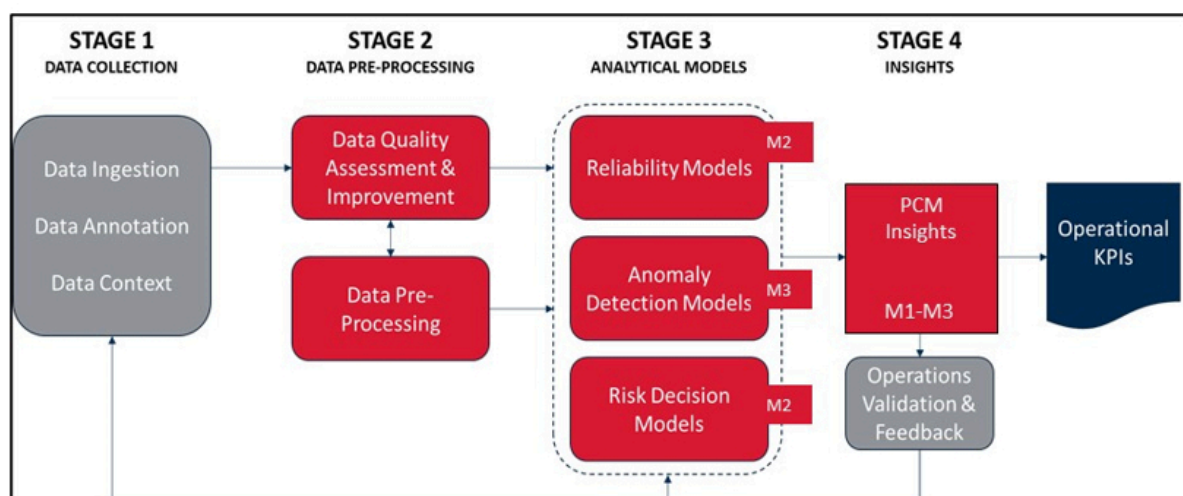 STAGE 1
DATA COLLECTION
STAGE 2
DATA PRE-PROCESSING
STAGE 3
ANALYTICAL MODELS
STAGE 4
INSIGHTS
Data Ingestion
Data Annotation
Data Context
Data Quality
Assessment &
Improvement
Data Pre-
Processing
Reliability Models
M2
Anomaly
Detection Models
M3
Risk Decision
Models
M2
PCM
Insights
M1-M3
Operations
Validation &
Feedback
Operational
KPIs